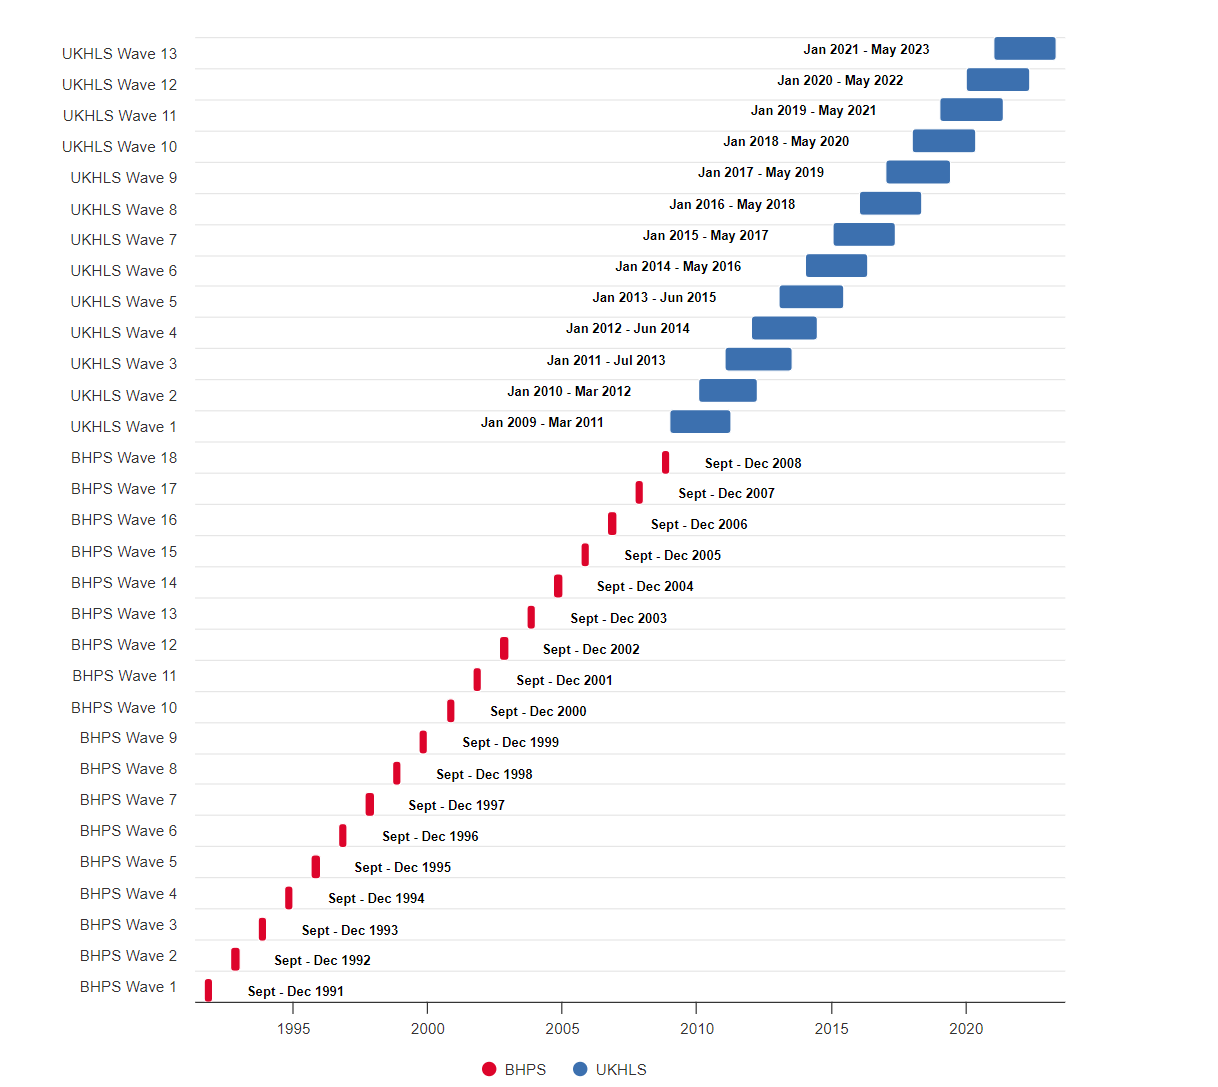 UKHLS Wave 13 Jan 2021 - May 2023
UKHLS Wave 12 Jan 2020 - May 2022
UKHLS Wave 11 Jan 2019 - May 2021
UKHLS Wave 10 Jan 2018 - May 2020
UKHLS Wave 9 Jan 2017 - May 2019
UKHLS Wave 8 Jan 2016 - May 2018
UKHLS Wave 7 Jan 2015 - May 2017
UKHLS Wave 6 Jan 2014 - May 2016
UKHLS Wave 5 Jan 2013 - Jun 2015
UKHLS Wave 4 Jan 2012 - Jun 2014
UKHLS Wave 3 Jan 2011 - Jul 2013
UKHLS Wave 2 Jan 2010 - Mar 2012
UKHLS Wave 1 Jan 2009 - Mar 2011
BHPS Wave 18 Sept - Dec 2008
BHPS Wave 17 Sept - Dec 2007
BHPS Wave 16 Sept - Dec 2006
BHPS Wave 15 Sept - Dec 2005
BHPS Wave 14 Sept - Dec 2004
BHPS Wave 13 Sept - Dec 2003
BHPS Wave 12 Sept - Dec 2002
BHPS Wave 11 Sept - Dec 2001
BHPS Wave 10 Sept - Dec 2000
BHPS Wave 9 Sept - Dec 1999
BHPS Wave 8 Sept - Dec 1998
BHPS Wave 7 Sept - Dec 1997
BHPS Wave 6 Sept - Dec 1996
BHPS Wave 5 Sept - Dec 1995
BHPS Wave 4 Sept - Dec 1994
BHPS Wave 3 Sept - Dec 1993
BHPS Wave 2 Sept - Dec 1992
BHPS Wave 1 Sept - Dec 1991
1995 2000 2005 2010 2015 2020
BHPS UKHLS